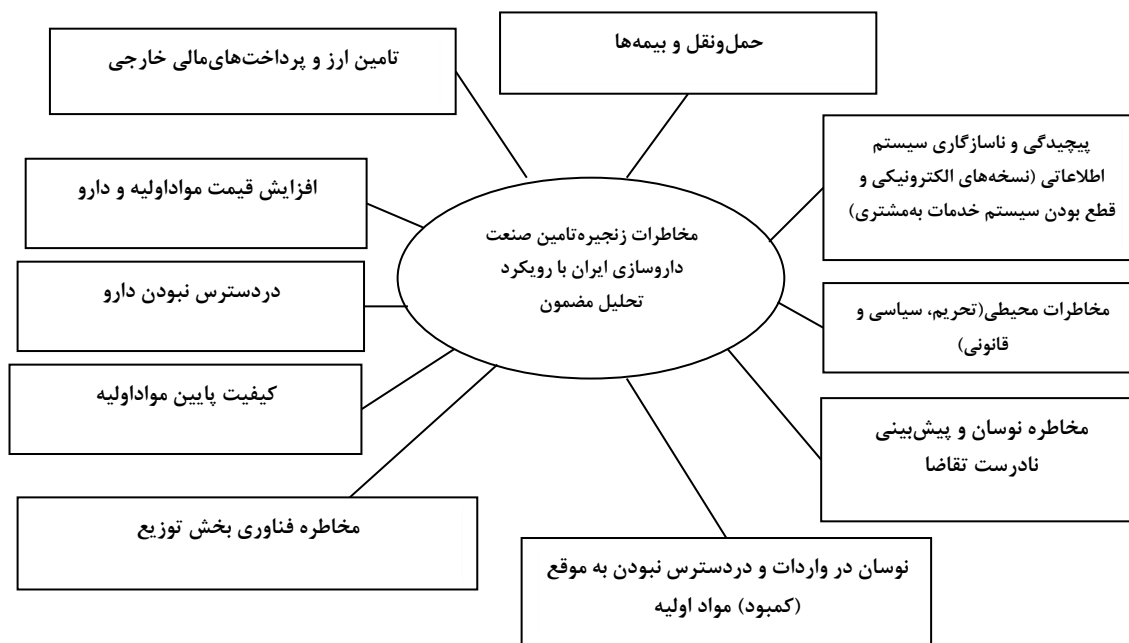 حمل‌ونقل و بیمه‌ها
تامین ارز و پرداخت‌های‌مالی خارجی
پیچیدگی و ناسازگاری سیستم
اطلاعاتی (نسخه‌های الکترونیکی و
قطع بودن سیستم خدمات به‌مشتری)
افزایش قیمت مواداولیه و دارو
مخاطرات زنجیره‌تامین صنعت
داروسازی ایران با رویکرد
تحلیل مضمون
دردسترس نبودن دارو
مخاطرات محیطی(تحریم، سیاسی و
قانونی)
کیفیت پایین مواداولیه
مخاطره نوسان و پیش‌بینی
نادرست تقاضا
مخاطره فناوری بخش توزیع
نوسان در واردات و دردسترس نبودن به موقع
(کمبود) مواد اولیه